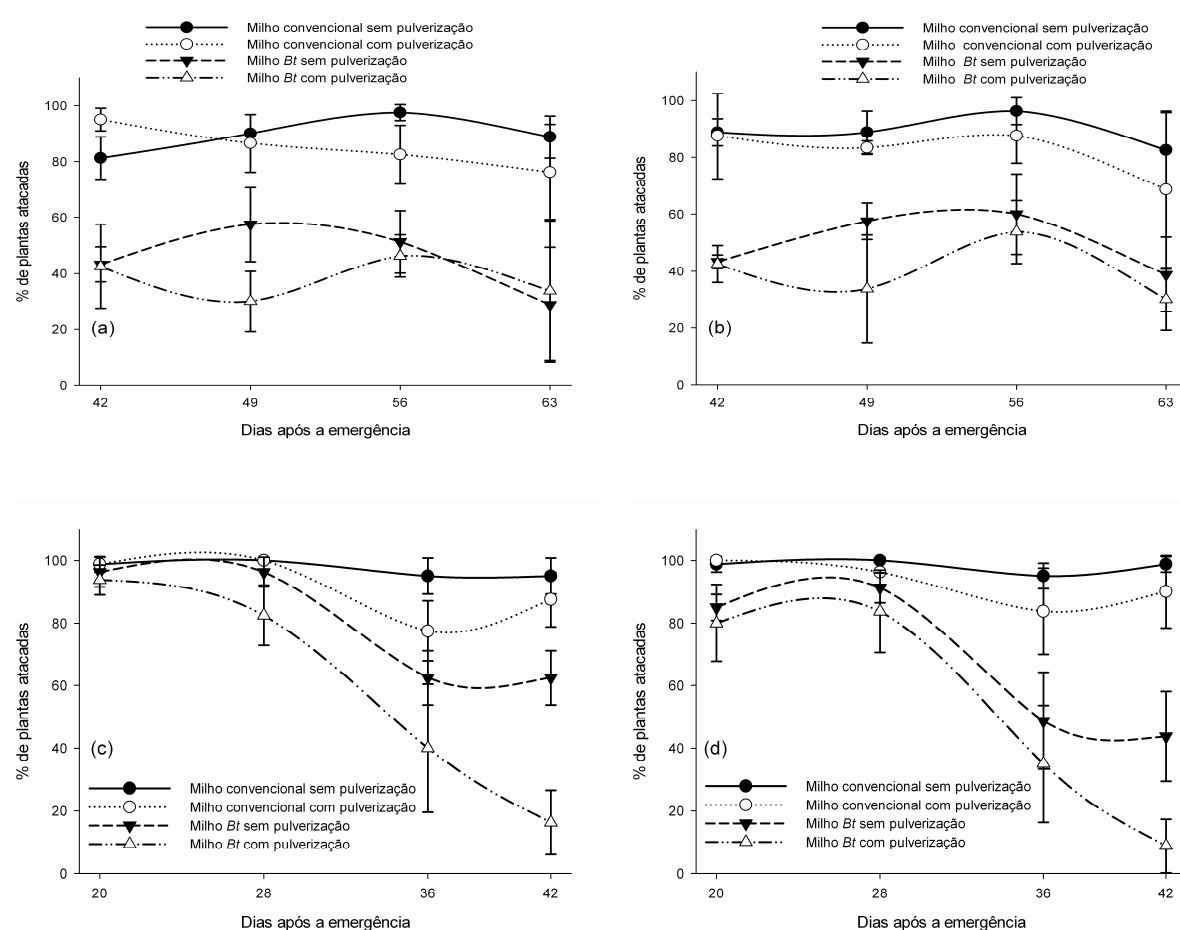 Milho convencional sem pulverização
Milho convencional com pulverização
Milho Bt sem pulverização
Milho Bt com pulverização
% de plantas atacadas
100
80
60
40
20
0
(a)
42
49
56
63
Dias após a emergência
Milho convencional sem pulverização
Milho convencional com pulverização
Milho Bt sem pulverização
Milho Bt com pulverização
% de plantas atacadas
100
80
60
40
20
0
(b)
42
49
56
63
Dias após a emergência
% de plantas atacadas
100
80
60
40
20
0
(c)
Milho convencional sem pulverização
Milho convencional com pulverização
Milho Bt sem pulverização
Milho Bt com pulverização
20
28
36
42
Dias após a emergência
% de plantas atacadas
100
80
60
40
20
0
(d)
Milho convencional sem pulverização
Milho convencional com pulverização
Milho Bt sem pulverização
Milho Bt com pulverização
20
28
36
42
Dias após a emergência